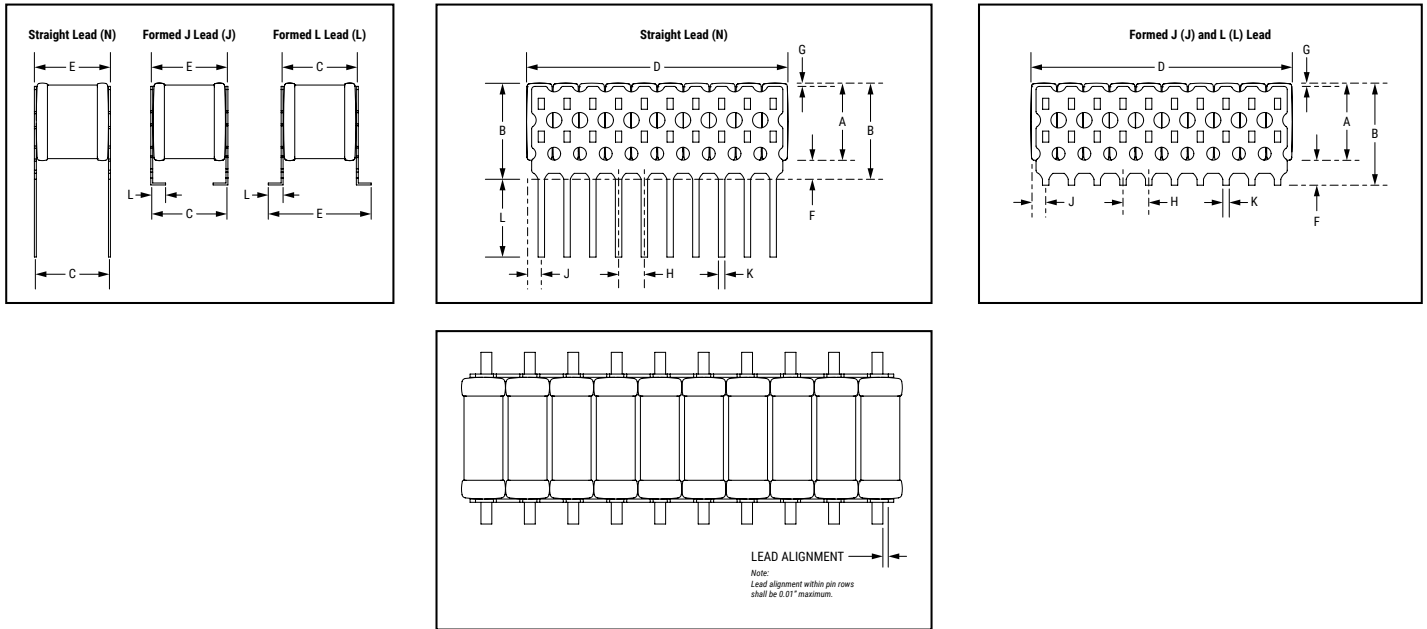 Straight Lead (N)
Formed J Lead (J)
Formed L Lead (L)
E
E
C
L
L
C
E
C
Straight Lead (N)
G
D
B
A
B
L
F
J
H
K
Formed J (J) and L (L) Lead
G
D
A
B
J
H
K
F
LEAD ALIGNMENT
Note:
Lead alignment within pin rows
shall be 0.01" maximum.